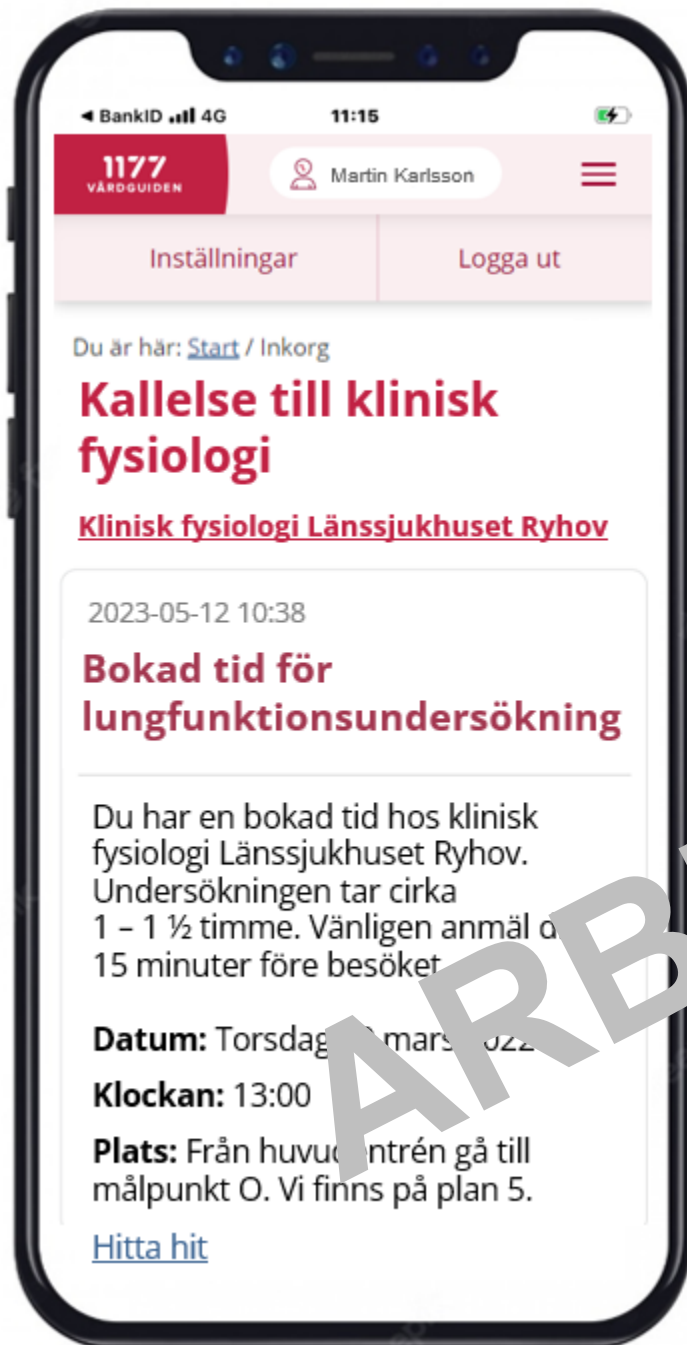 ◀ BankID 4G 11:15
1177
VÅRDGUIDEN
Martin Karlsson
Inställningar Logga ut
Du är här: Start / Inkorg
Kallelse till klinisk
fysiologi
Klinisk fysiologi Länssjukhuset Ryhov
2023-05-12 10:38
Bokad tid för
lungfunktionsundersökning
Du har en bokad tid hos klinisk
fysiologi Länssjukhuset Ryhov.
Undersökningen tar cirka
1 – 1 ½ timme. Vänligen anmäl
15 minuter före besöket
Datum: Torsdag mars
Klockan: 13:00
Plats: Från huvudentrén gå till
målpunkt O. Vi finns på plan 5.
Hitta hit